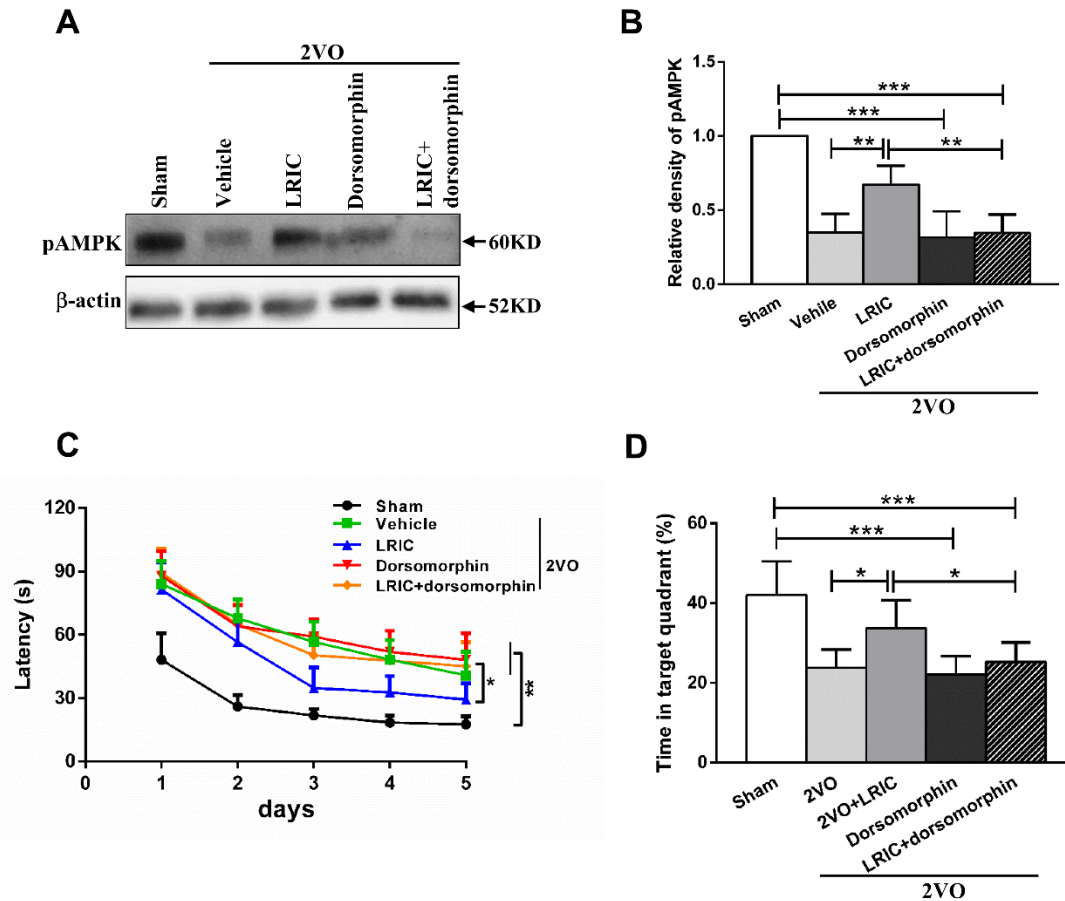 A
2VO
Sham
Vehicle
LRIC
Dorsomorphin
LRIC+
dorsomorphin
pAMPK
60KD
β-actin
52KD
B
Relative density of pAMPK
1.5
1.0
0.5
0.0
***
***
**
**
Sham
Vehile
LRIC
Dorsomorphin
LRIC+dorsomorphin
2VO
C
Latency (s)
120
90
60
30
0
0
1
2
3
4
5
days
Sham
Vehicle
LRIC
Dorsomorphin
LRIC+dorsomorphin
2VO
*
**
D
Time in target quadrant (%)
60
40
20
0
***
***
*
*
Sham
2VO
2VO+LRIC
Dorsomorphin
LRIC+dorsomorphin
2VO